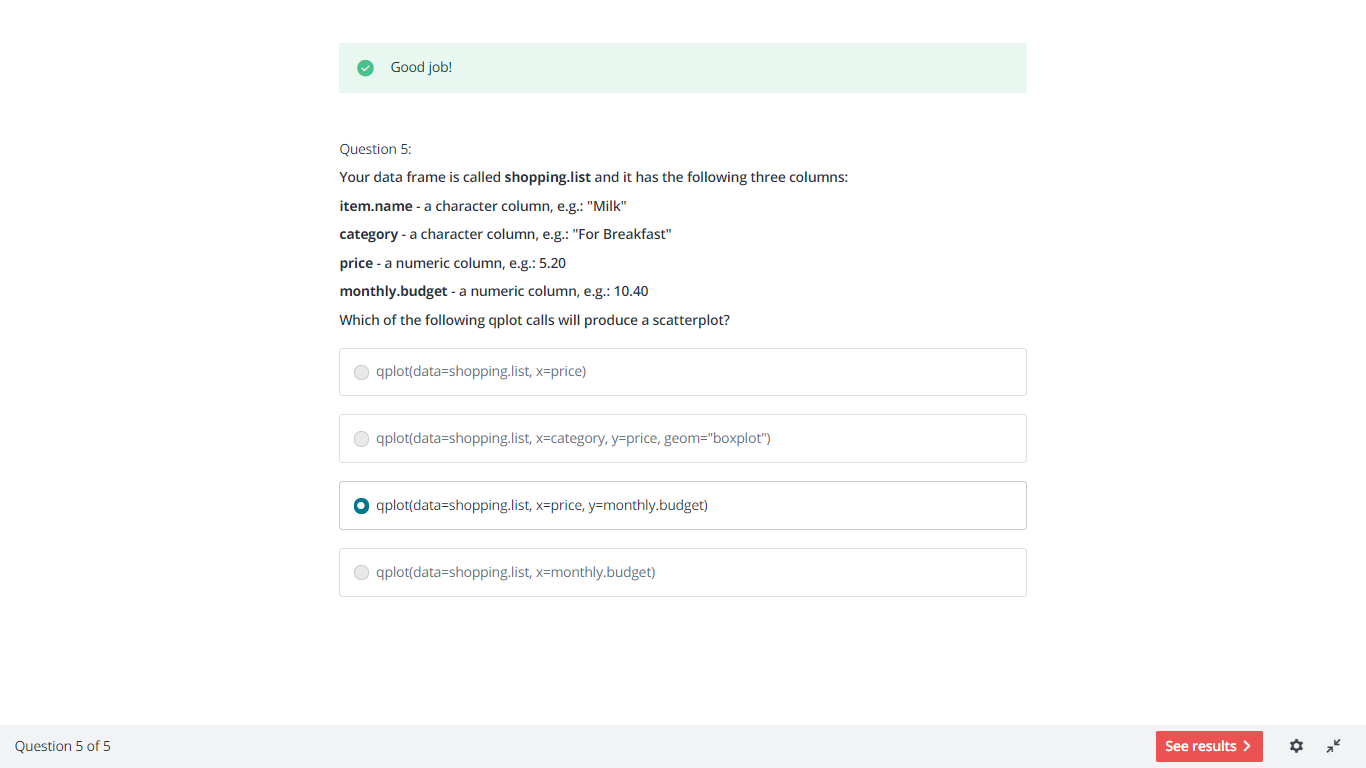 Good job!
Question 5:
Your data frame is called shopping.list and it has the following three columns:
item.name - a character column, e.g.: "Milk"
category - a character column, e.g.: "For Breakfast"
price - a numeric column, e.g.: 5.20
monthly.budget - a numeric column, e.g.: 10.40
Which of the following qplot calls will produce a scatterplot?
qplot(data=shopping.list, x=price)
qplot(data=shopping.list, x=category, y=price, geom="boxplot")
qplot(data=shopping.list, x=price, y=monthly.budget)
qplot(data=shopping.list, x=monthly.budget)
Question 5 of 5
See results